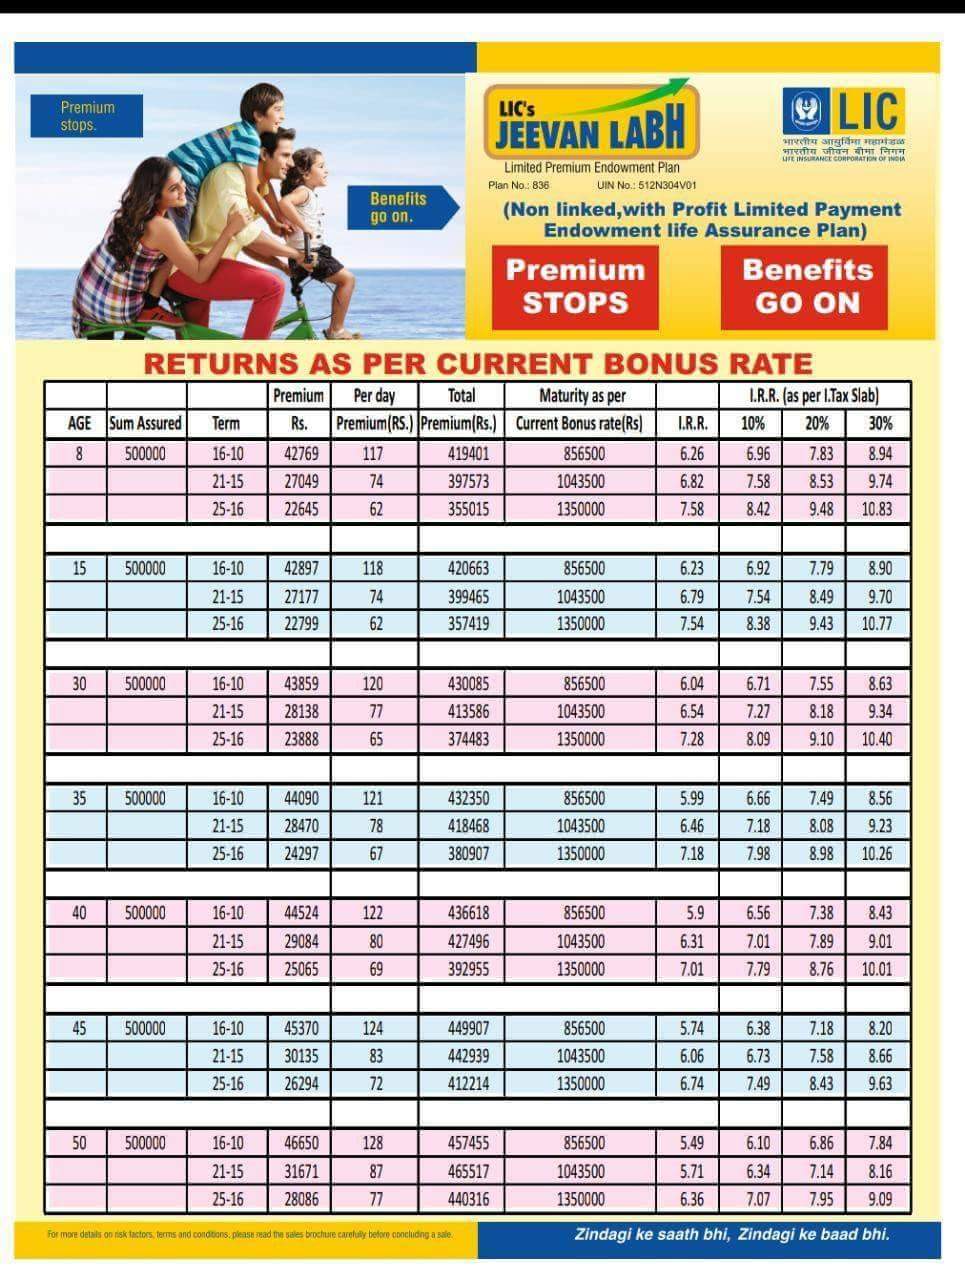 Premium
stops.
Benefits
go on.
LIC's
JEEVAN LABH
Limited Premium Endowment Plan
Plan No.: 836 UIN No.: 512N304V01
LIC
भारतीय आयुर्विमा महामंडळ
भारतीय जीवन बीमा निगम
LIFE INSURANCE CORPORATION OF INDIA
(Non linked,with Profit Limited Payment
Endowment life Assurance Plan)
Premium
STOPS
Benefits
GO ON
RETURNS AS PER CURRENT BONUS RATE
Premium Per day Total Maturity as per I.R.R. (as per I.Tax Slab)
AGE Sum Assured Term Rs. Premium(RS.) Premium(Rs.) Current Bonus rate(Rs) I.R.R. 10% 20% 30%
8 500000 16-10 42769 117 419401 856500 6.26 6.96 7.83 8.94
21-15 27049 74 397573 1043500 6.82 7.58 8.53 9.74
25-16 22645 62 355015 1350000 7.58 8.42 9.48 10.83
15 500000 16-10 42897 118 420663 856500 6.23 6.92 7.79 8.90
21-15 27177 74 399465 1043500 6.79 7.54 8.49 9.70
25-16 22799 62 357419 1350000 7.54 8.38 9.43 10.77
30 500000 16-10 43859 120 430085 856500 6.04 6.71 7.55 8.63
21-15 28138 77 413586 1043500 6.54 7.27 8.18 9.34
25-16 23888 65 374483 1350000 7.28 8.09 9.10 10.40
35 500000 16-10 44090 121 432350 856500 5.99 6.66 7.49 8.56
21-15 28470 78 418468 1043500 6.46 7.18 8.08 9.23
25-16 24297 67 380907 1350000 7.18 7.98 8.98 10.26
40 500000 16-10 44524 122 436618 856500 5.9 6.56 7.38 8.43
21-15 29084 80 427496 1043500 6.31 7.01 7.89 9.01
25-16 25065 69 392955 1350000 7.01 7.79 8.76 10.01
45 500000 16-10 45370 124 449907 856500 5.74 6.38 7.18 8.20
21-15 30135 83 442939 1043500 6.06 6.73 7.58 8.66
25-16 26294 72 412214 1350000 6.74 7.49 8.43 9.63
50 500000 16-10 46650 128 457455 856500 5.49 6.10 6.86 7.84
21-15 31671 87 465517 1043500 5.71 6.34 7.14 8.16
25-16 28086 77 440316 1350000 6.36 7.07 7.95 9.09
For more details on risk factors, terms and conditions, please read the sales brochure carefully before concluding a sale.
Zindagi ke saath bhi, Zindagi ke baad bhi.